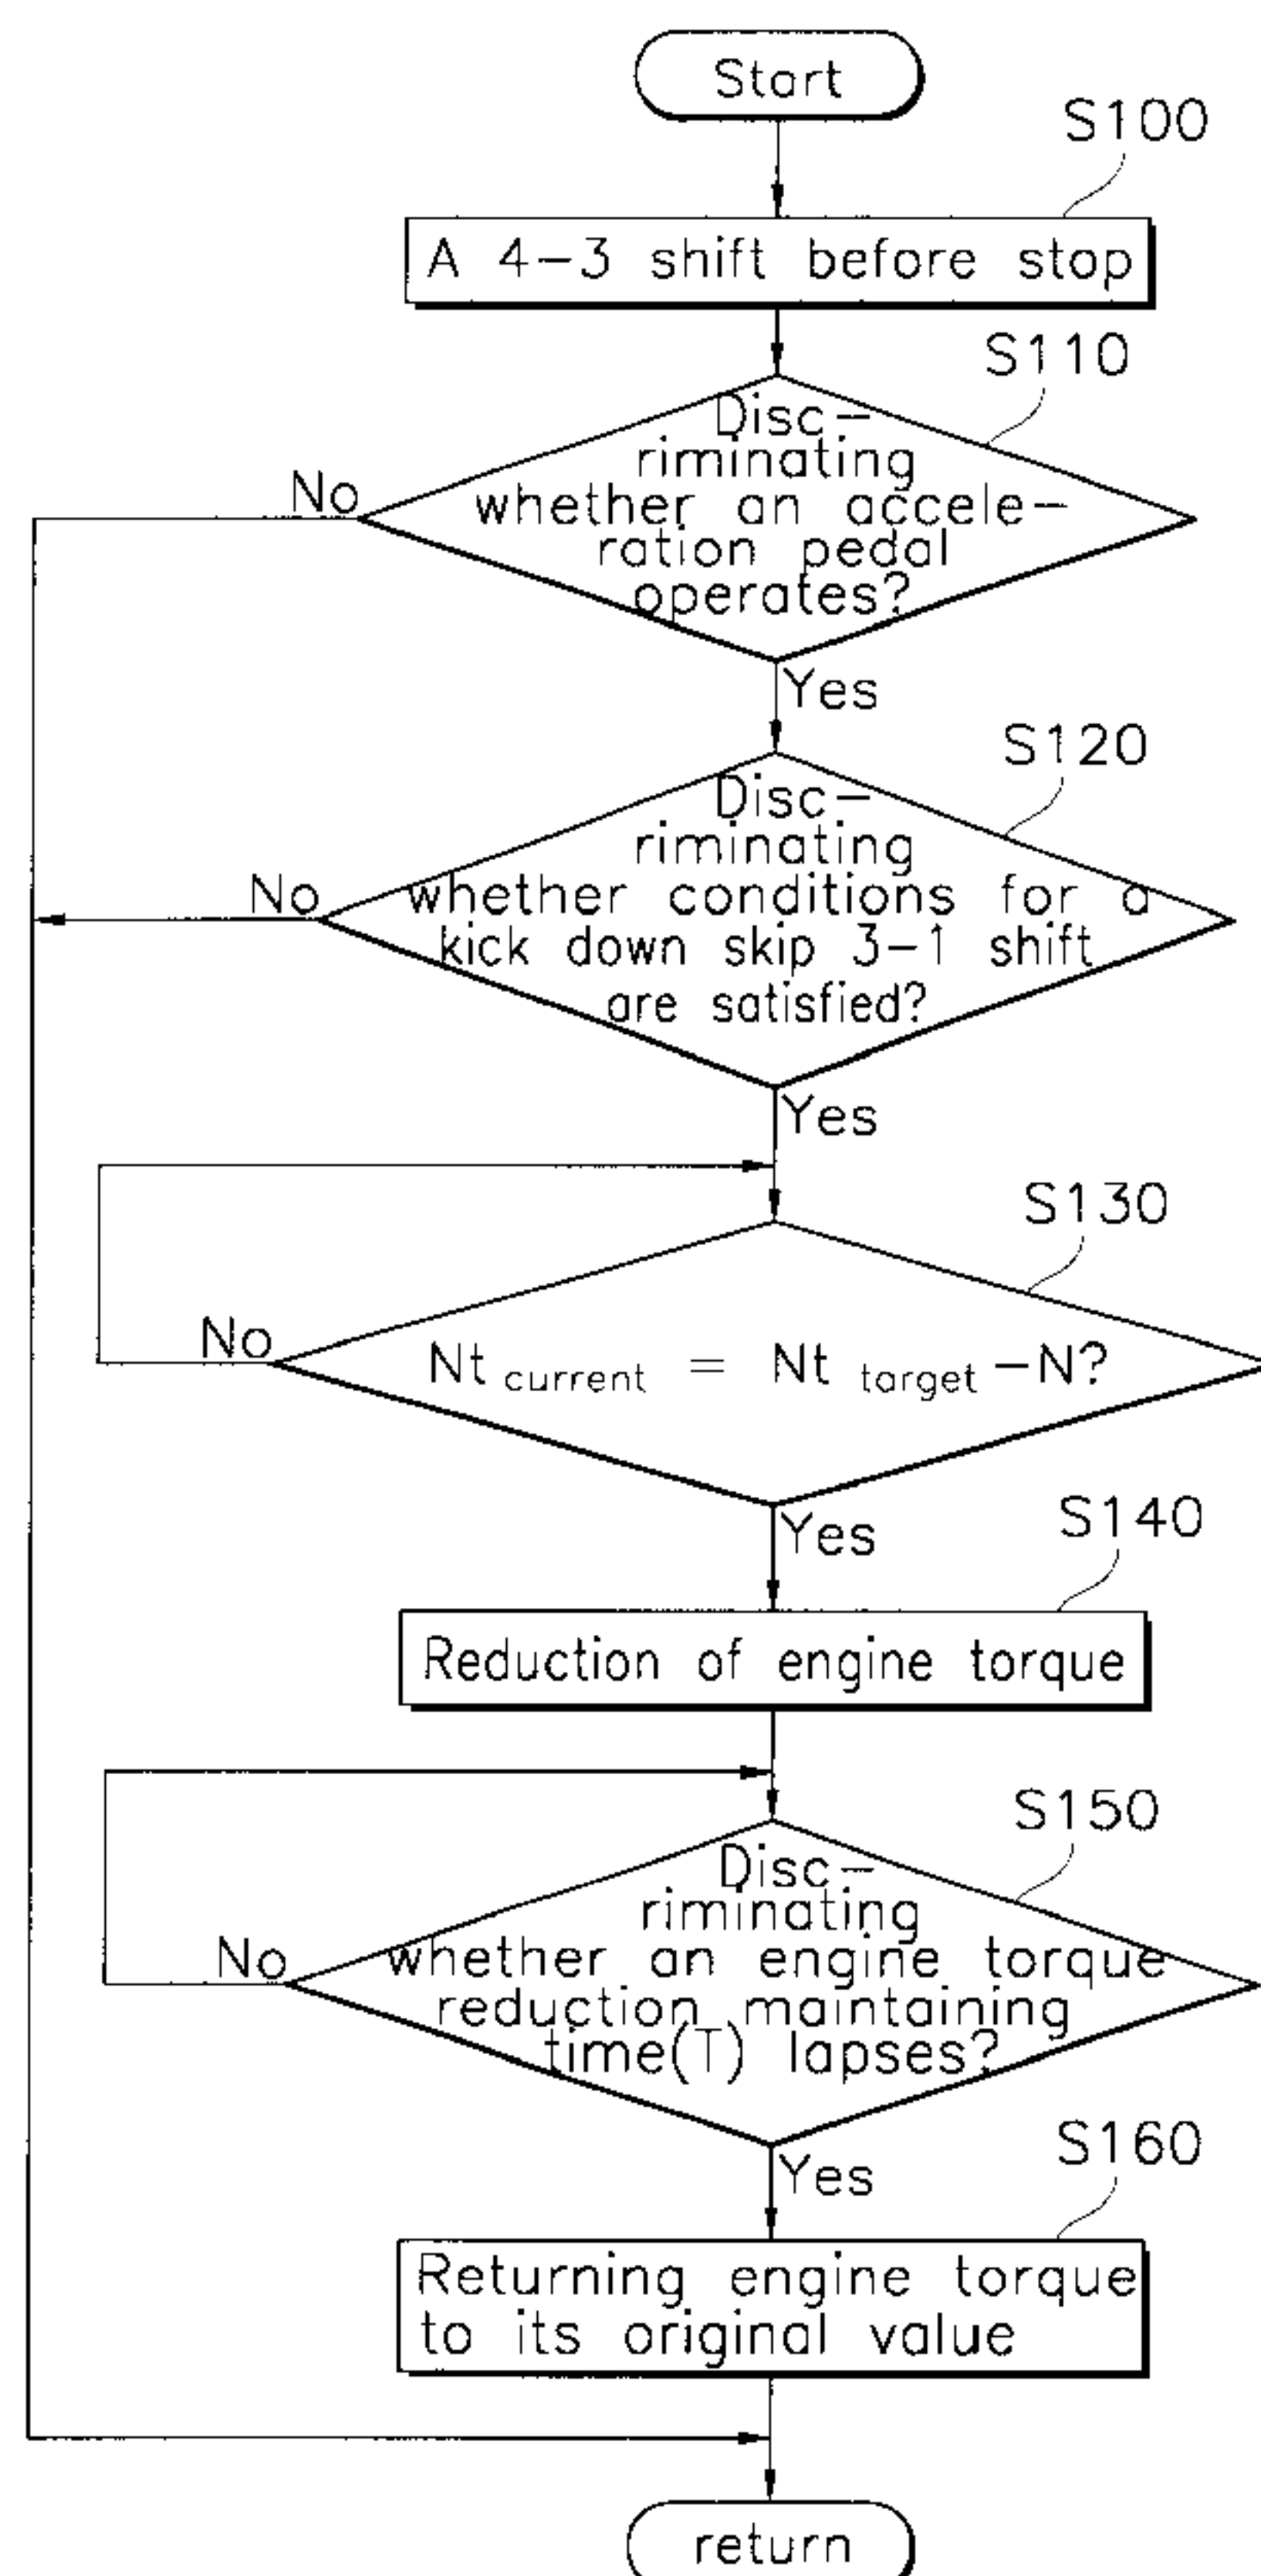 Start
S100
A 4-3 shift before stop
S110
Disc-
riminating
No
whether an accele-
ration pedal
operates?
Yes
S120
Disc-
riminating
No
whether conditions for a
kick down skip 3-1 shift
are satisfied?
Yes
S130
No
Nt current = Nt target -N?
Yes
S140
Reduction of engine torque
S150
Disc-
riminating
No
whether an engine torque
reduction maintaining
time(T) lapses?
Yes
S160
Returning engine torque
to its original value
return